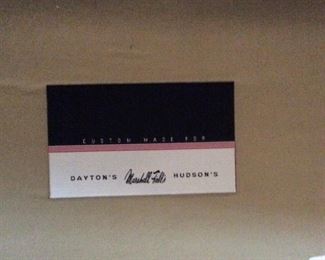 CUSTOM MADE FOR
DAYTON'S Marshall Field's HUDSON'S